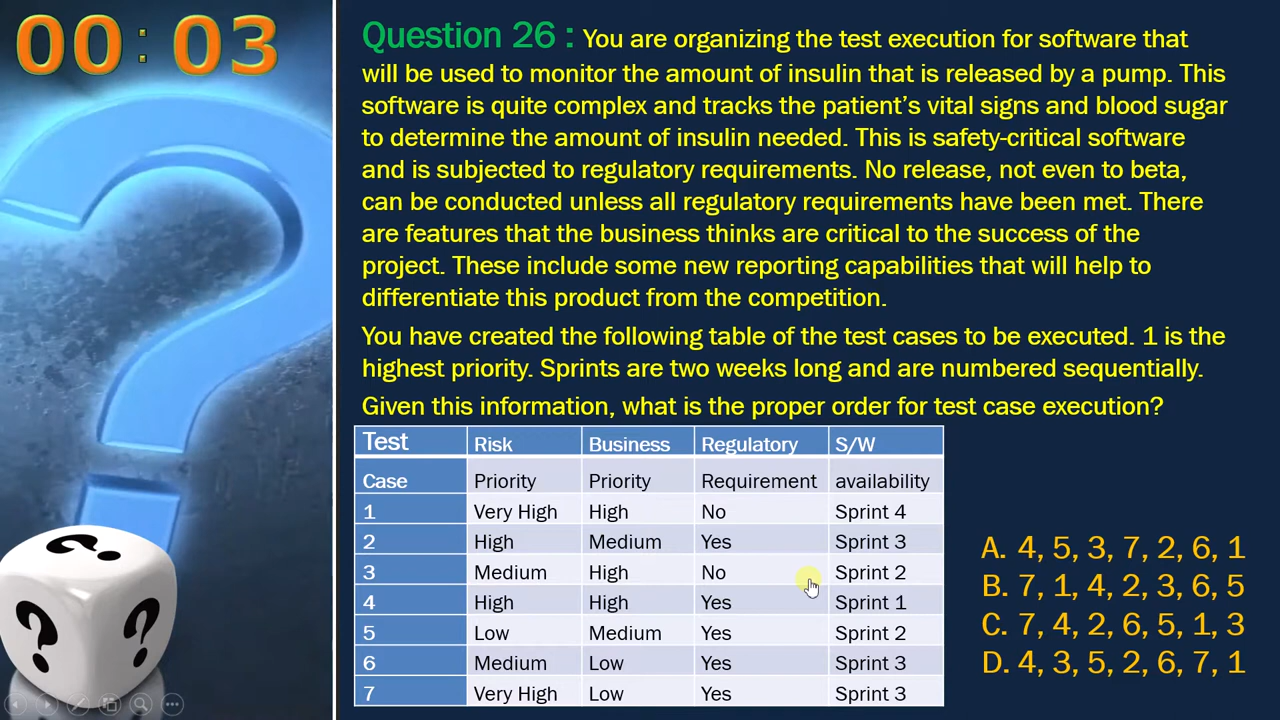 00 : 03
Question 26 : You are organizing the test execution for software that
will be used to monitor the amount of insulin that is released by a pump. This
software is quite complex and tracks the patient’s vital signs and blood sugar
to determine the amount of insulin needed. This is safety-critical software
and is subjected to regulatory requirements. No release, not even to beta,
can be conducted unless all regulatory requirements have been met. There
are features that the business thinks are critical to the success of the
project. These include some new reporting capabilities that will help to
differentiate this product from the competition.
You have created the following table of the test cases to be executed. 1 is the
highest priority. Sprints are two weeks long and are numbered sequentially.
Given this information, what is the proper order for test case execution?
Test Risk Business Regulatory S/W
Case Priority Priority Requirement availability
1 Very High High No Sprint 4
2 High Medium Yes Sprint 3
3 Medium High No Sprint 2
4 High High Yes Sprint 1
5 Low Medium Yes Sprint 2
6 Medium Low Yes Sprint 3
7 Very High Low Yes Sprint 3
A. 4, 5, 3, 7, 2, 6, 1
B. 7, 1, 4, 2, 3, 6, 5
C. 7, 4, 2, 6, 5, 1, 3
D. 4, 3, 5, 2, 6, 7, 1
? ? ?